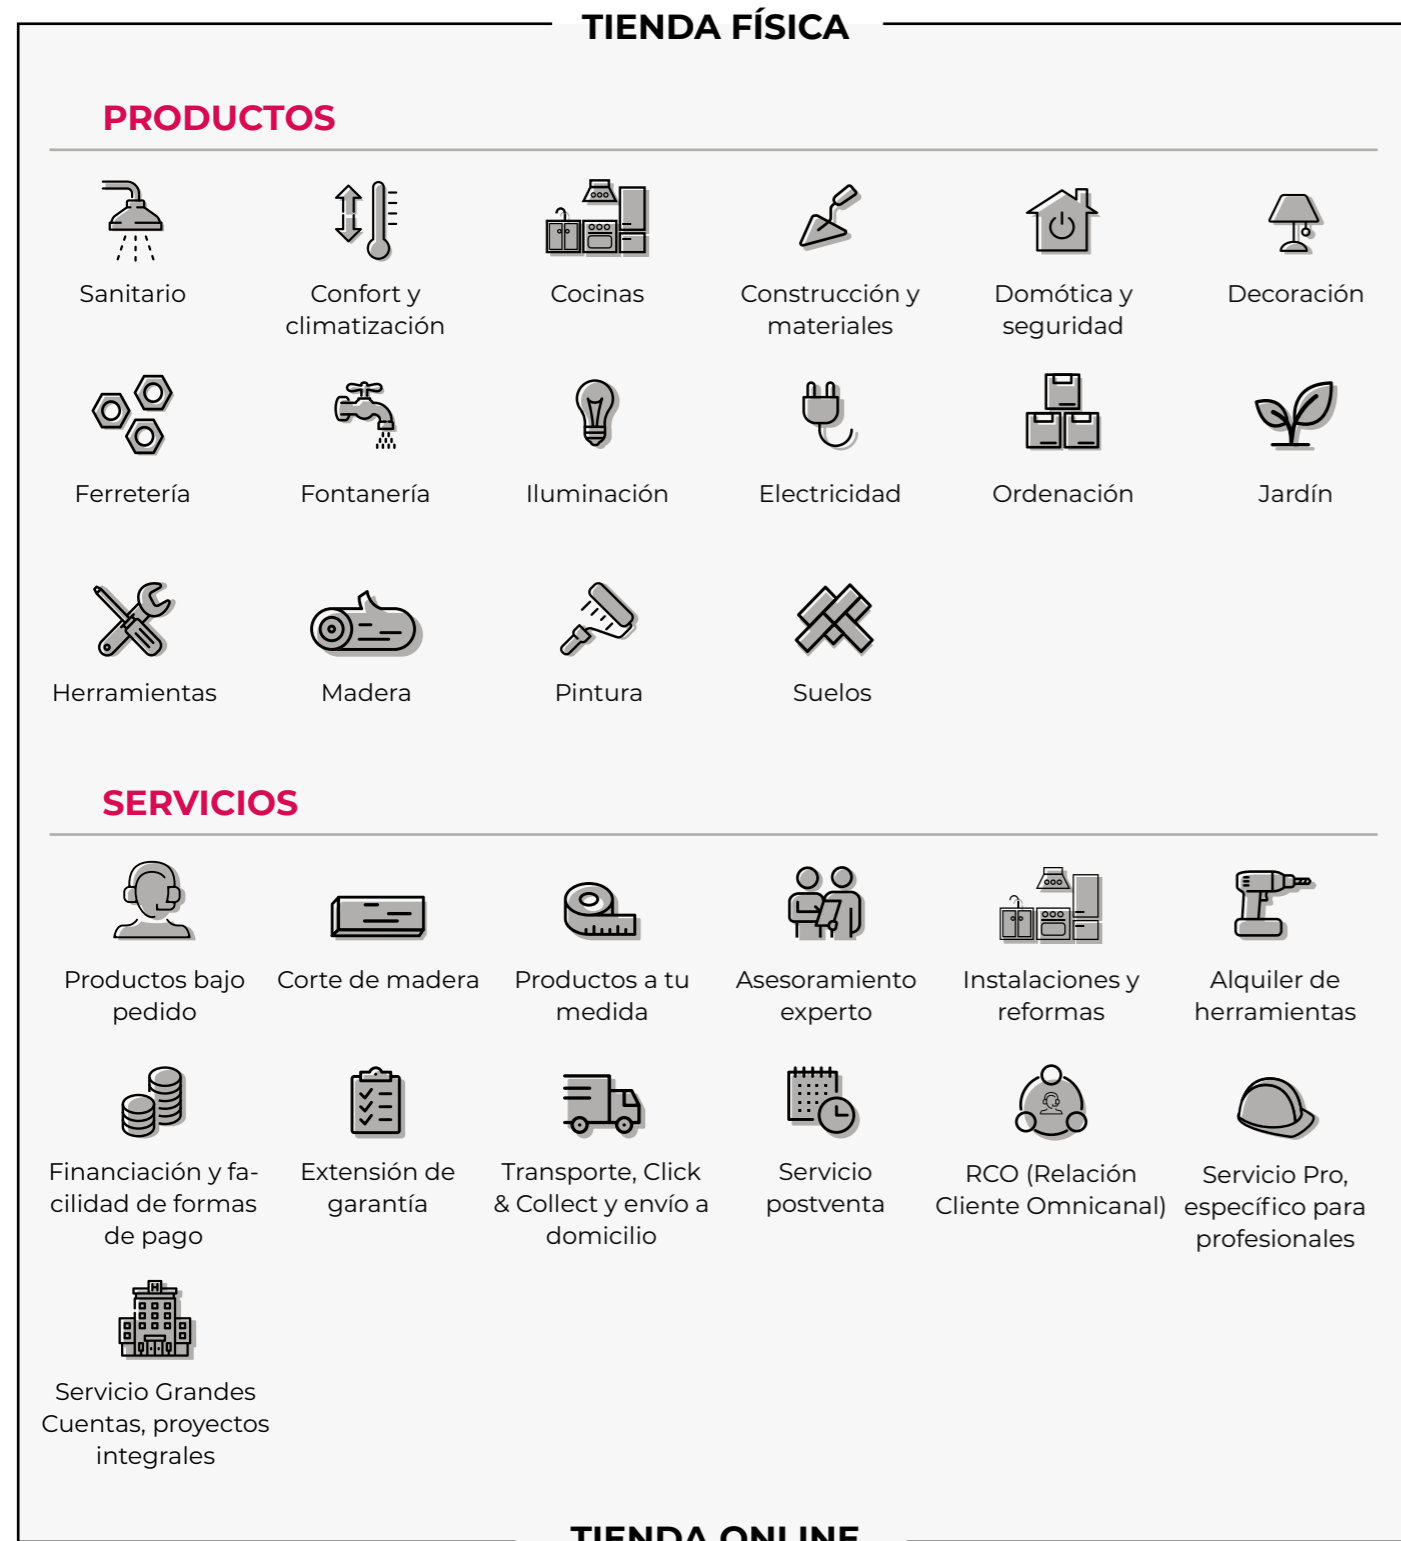 TIENDA FÍSICA
PRODUCTOS
Sanitario
Confort y
climatización
Cocinas
Construcción y
materiales
Domótica y
seguridad
Decoración
Ferretería
Fontanería
Iluminación
Electricidad
Ordenación
Jardín
Herramientas
Madera
Pintura
Suelos
SERVICIOS
Productos bajo
pedido
Corte de madera
Productos a tu
medida
Asesoramiento
experto
Instalaciones y
reformas
Alquiler de
herramientas
Financiación y fa-
cilidad de formas
de pago
Extensión de
garantía
Transporte, Click
& Collect y envío a
domicilio
Servicio
postventa
RCO (Relación
Cliente Omnicanal)
Servicio Pro,
específico para
profesionales
H
Servicio Grandes
Cuentas, proyectos
integrales
TIENDA ONLINE